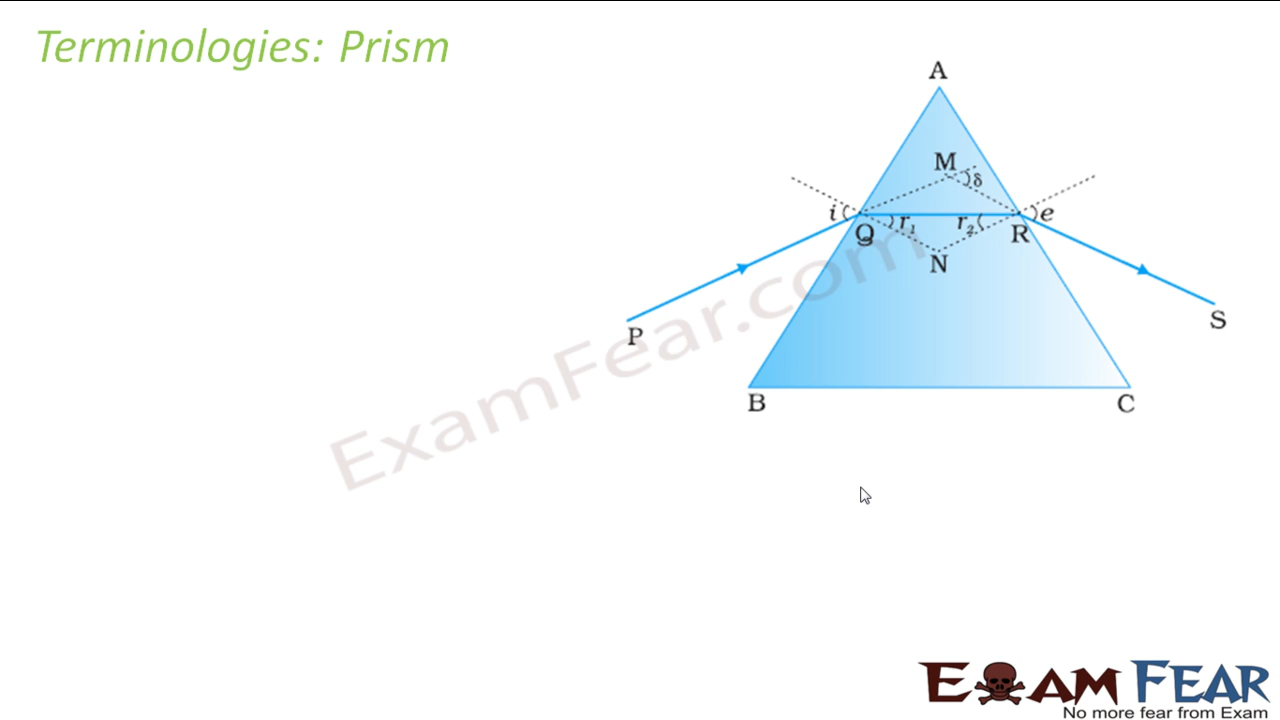 Terminologies: Prism
A
M
δ
i
r1
r2
e
Q
R
N
P
S
B
C
ExamFear.com
EXAM FEAR
No more fear from Exam